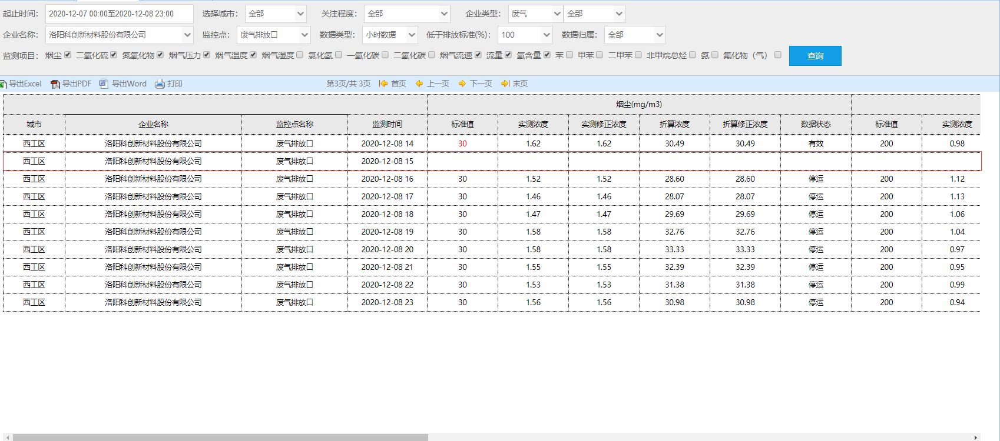 起止时间: 2020-12-07 00:00至2020-12-08 23:00 选择城市: 全部 关注程度: 全部 企业类型: 废气 全部
企业名称: 洛阳科创新材料股份有限公司 监控点: 废气排放口 数据类型: 小时数据 低于排放标准(%): 100 数据归属: 全部
监测项目: 烟尘 二氧化硫 氮氧化物 烟气压力 烟气温度 烟气湿度 氯化氢 一氧化碳 二氧化碳 烟气流速 流量 氧含量 苯 甲苯 二甲苯 非甲烷总烃 氨 氟化物（气） 查询
导出Excel 导出PDF 导出Word 打印 第3页/共 3页 首页 上一页 下一页 末页
烟尘(mg/m3)
城市 企业名称 监控点名称 监测时间 标准值 实测浓度 实测修正浓度 折算浓度 折算修正浓度 数据状态 标准值 实测浓度
西工区 洛阳科创新材料股份有限公司 废气排放口 2020-12-08 14 30 1.62 1.62 30.49 30.49 有效 200 0.98
西工区 洛阳科创新材料股份有限公司 废气排放口 2020-12-08 15
西工区 洛阳科创新材料股份有限公司 废气排放口 2020-12-08 16 30 1.52 1.52 28.60 28.60 停运 200 1.12
西工区 洛阳科创新材料股份有限公司 废气排放口 2020-12-08 17 30 1.46 1.46 28.07 28.07 停运 200 1.13
西工区 洛阳科创新材料股份有限公司 废气排放口 2020-12-08 18 30 1.47 1.47 29.69 29.69 停运 200 1.06
西工区 洛阳科创新材料股份有限公司 废气排放口 2020-12-08 19 30 1.58 1.58 32.76 32.76 停运 200 1.04
西工区 洛阳科创新材料股份有限公司 废气排放口 2020-12-08 20 30 1.58 1.58 33.33 33.33 停运 200 0.97
西工区 洛阳科创新材料股份有限公司 废气排放口 2020-12-08 21 30 1.55 1.55 32.39 32.39 停运 200 0.95
西工区 洛阳科创新材料股份有限公司 废气排放口 2020-12-08 22 30 1.53 1.53 31.38 31.38 停运 200 0.99
西工区 洛阳科创新材料股份有限公司 废气排放口 2020-12-08 23 30 1.56 1.56 30.98 30.98 停运 200 0.94